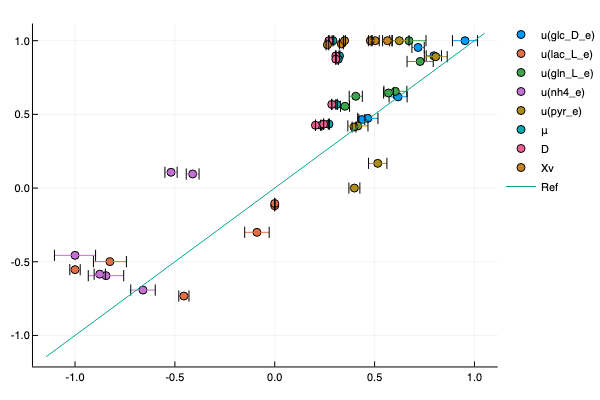 1.0
0.5
0.0
-0.5
-1.0
-1.0 -0.5 0.0 0.5 1.0
u(glc_D_e)
u(lac_L_e)
u(gln_L_e)
u(nh4_e)
u(pyr_e)
μ
D
Xv
Ref